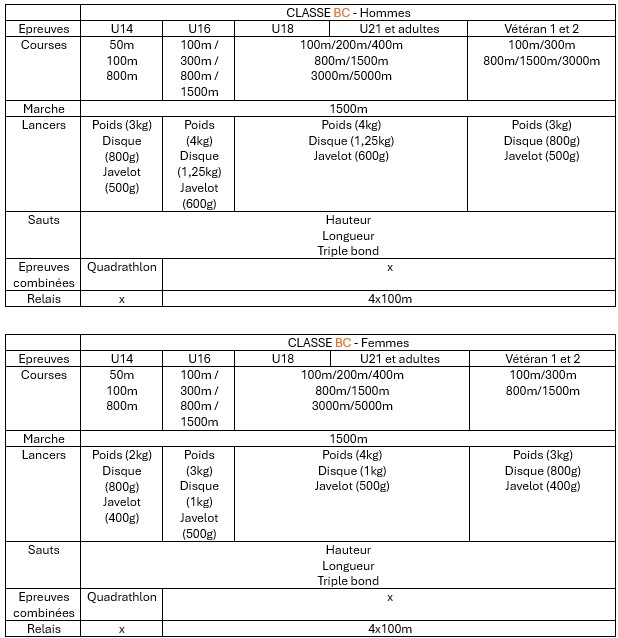 CLASSE BC - Hommes
Epreuves U14 U16 U18 U21 et adultes Vétéran 1 et 2
Courses 50m 100m / 100m/200m/400m 100m/300m
100m 300m / 800m/1500m 800m/1500m/3000m
800m 800m / 3000m/5000m
1500m
Marche 1500m
Lancers Poids (3kg) Poids Poids (4kg) Poids (3kg)
Disque (4kg) Disque (1,25kg) Disque (800g)
(800g) Disque Javelot (600g) Javelot (500g)
Javelot (1,25kg)
(500g) Javelot
(600g)
Sauts Hauteur
Longueur
Triple bond
Epreuves Quadrathlon x
combinées
Relais x 4x100m
CLASSE BC - Femmes
Epreuves U14 U16 U18 U21 et adultes Vétéran 1 et 2
Courses 50m 100m / 100m/200m/400m 100m/300m
100m 300m / 800m/1500m 800m/1500m
800m 800m / 3000m/5000m
1500m
Marche 1500m
Lancers Poids (2kg) Poids Poids (4kg) Poids (3kg)
Disque (3kg) Disque (1kg) Disque (800g)
(800g) Disque Javelot (500g) Javelot (400g)
Javelot (1kg)
(400g) Javelot
(500g)
Sauts Hauteur
Longueur
Triple bond
Epreuves Quadrathlon x
combinées
Relais x 4x100m